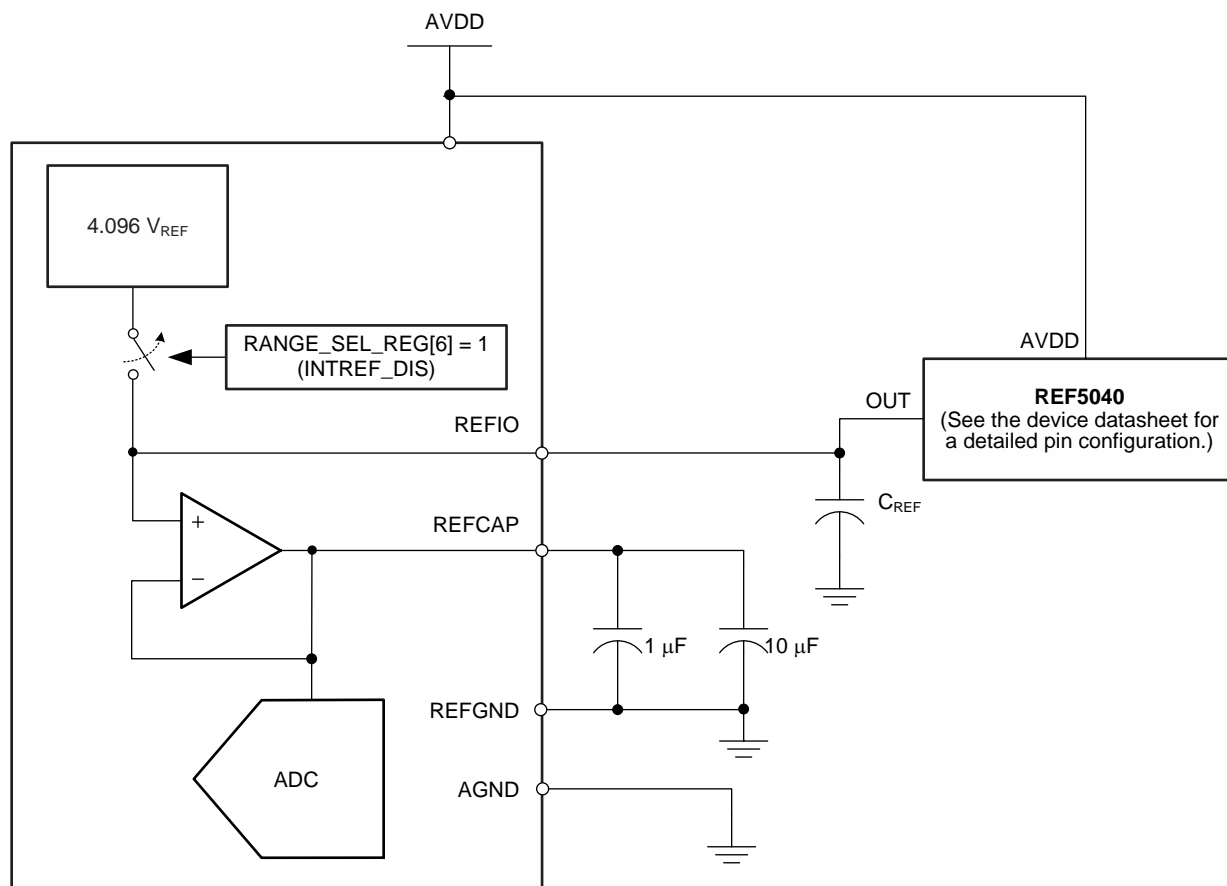 AVDD
4.096 VREF
RANGE_SEL_REG[6] = 1
(INTREF_DIS)
AVDD
REF5040
(See the device datasheet for
a detailed pin configuration.)
OUT
REFIO
CREF
+
−
REFCAP
1 μF
10 μF
REFGND
ADC
AGND